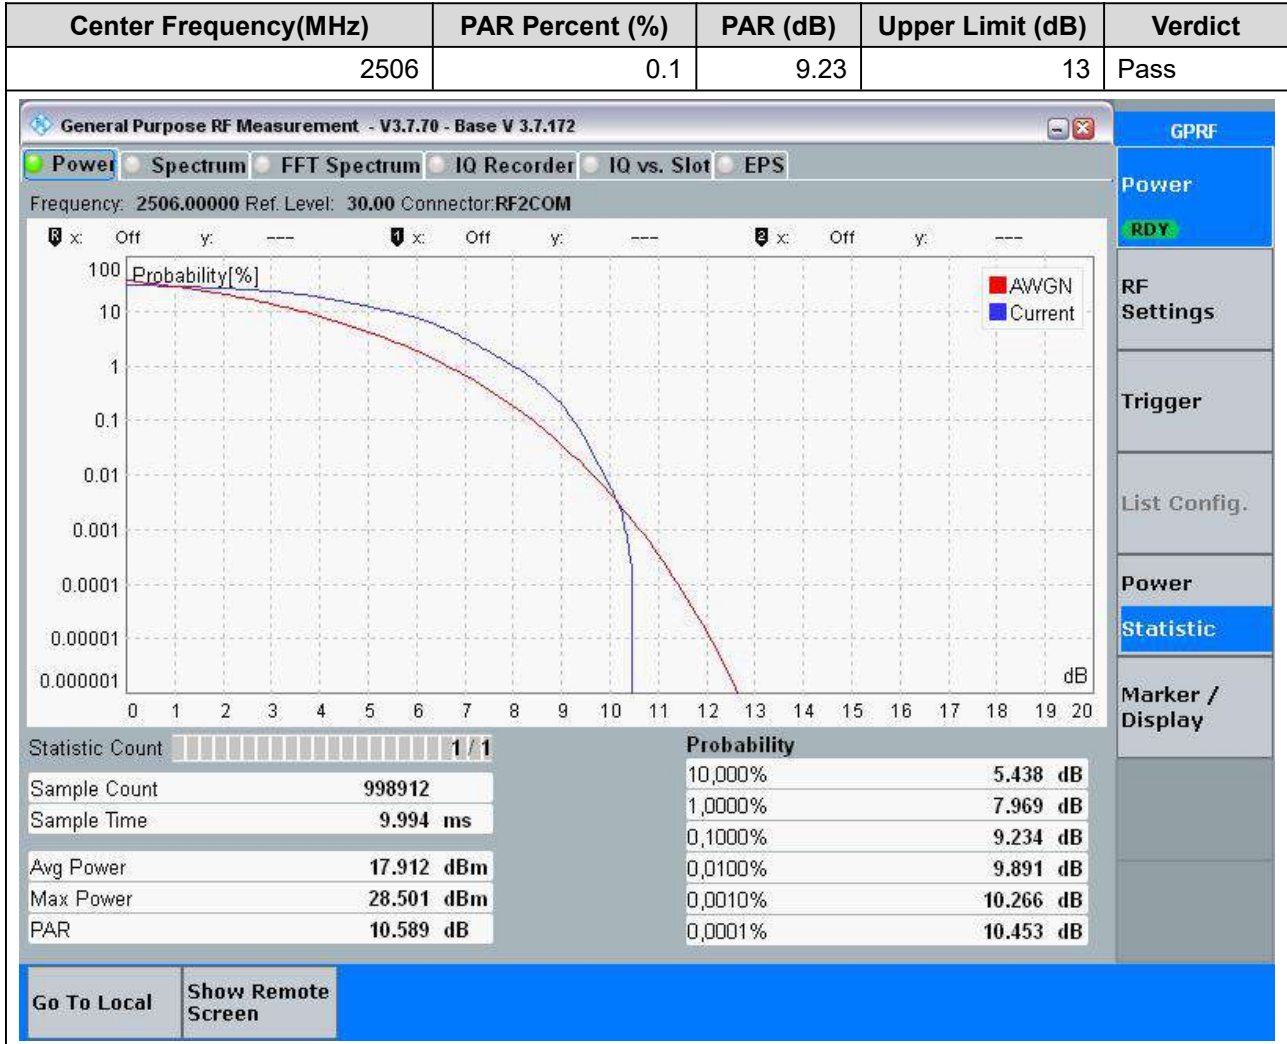 Center Frequency(MHz) PAR Percent (%) PAR (dB) Upper Limit (dB) Verdict
2506 0.1 9.23 13 Pass
General Purpose RF Measurement - V3.7.70 - Base V 3.7.172
GPRF
Power Spectrum FFT Spectrum IQ Recorder IQ vs. Slot EPS
Power
RDY
Frequency: 2506.00000 Ref. Level: 30.00 Connector:RF2COM
R x: Off y: --- 1 x: Off y: --- 2 x: Off y: ---
Probability[%]
AWGN
Current
100
10
1
0.1
0.01
0.001
0.0001
0.00001
0.000001
dB
0 1 2 3 4 5 6 7 8 9 10 11 12 13 14 15 16 17 18 19 20
RF
Settings
Trigger
List Config.
Power
Statistic
Marker /
Display
Statistic Count 1 / 1
Sample Count 998912
Sample Time 9.994 ms
Avg Power 17.912 dBm
Max Power 28.501 dBm
PAR 10.589 dB
Probability
10,000% 5.438 dB
1,0000% 7.969 dB
0,1000% 9.234 dB
0,0100% 9.891 dB
0,0010% 10.266 dB
0,0001% 10.453 dB
Go To Local
Show Remote
Screen